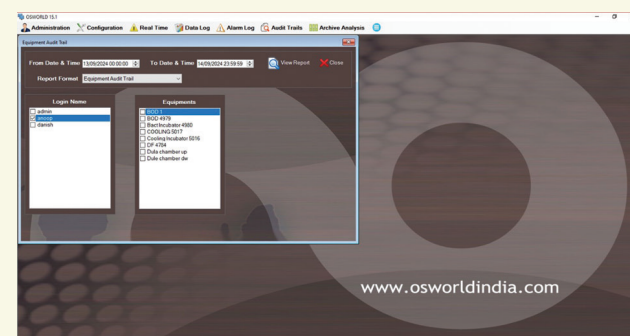 OSWORLD 15.1
Administration Configuration Real Time Data Log Alarm Log Audit Trails Archive Analysis
Equipment Audit Trail
From Date & Time 13/09/2024 00:00:00 To Date & Time 14/09/2024 23:59:59 View Report Close
Report Format Equipment Audit Trail
Login Name
admin
anoop
danish
Equipments
BOD 1
BOD 4979
Bact Incubator 4980
COOLING 5017
Cooling Incubator 5016
DF 4784
Dula chamber up
Dule chamber dw
www.osworldindia.com